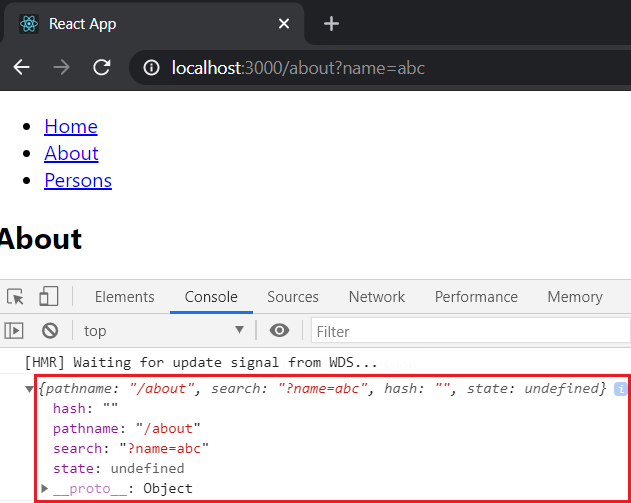 React App
localhost:3000/about?name=abc
Home
About
Persons
About
Elements Console Sources Network Performance Memory
top Filter
[HMR] Waiting for update signal from WDS...
{pathname: "/about", search: "?name=abc", hash: "", state: undefined} i
hash: ""
pathname: "/about"
search: "?name=abc"
state: undefined
__proto__: Object